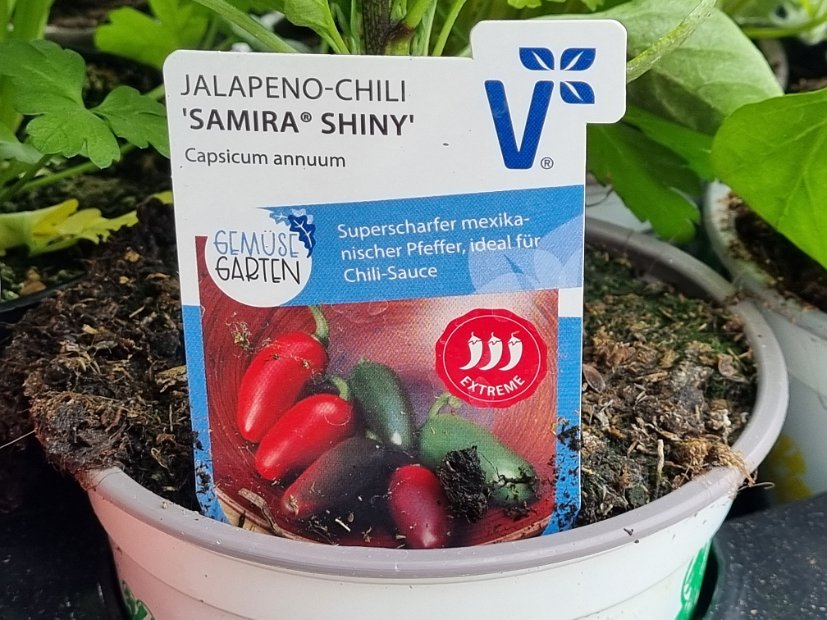 JALAPENO-CHILI
'SAMIRA® SHINY'
Capsicum annuum
V®
GEMÜSE
GARTEN
Superscharfer mexika-
nischer Pfeffer, ideal für
Chili-Sauce
EXTREME